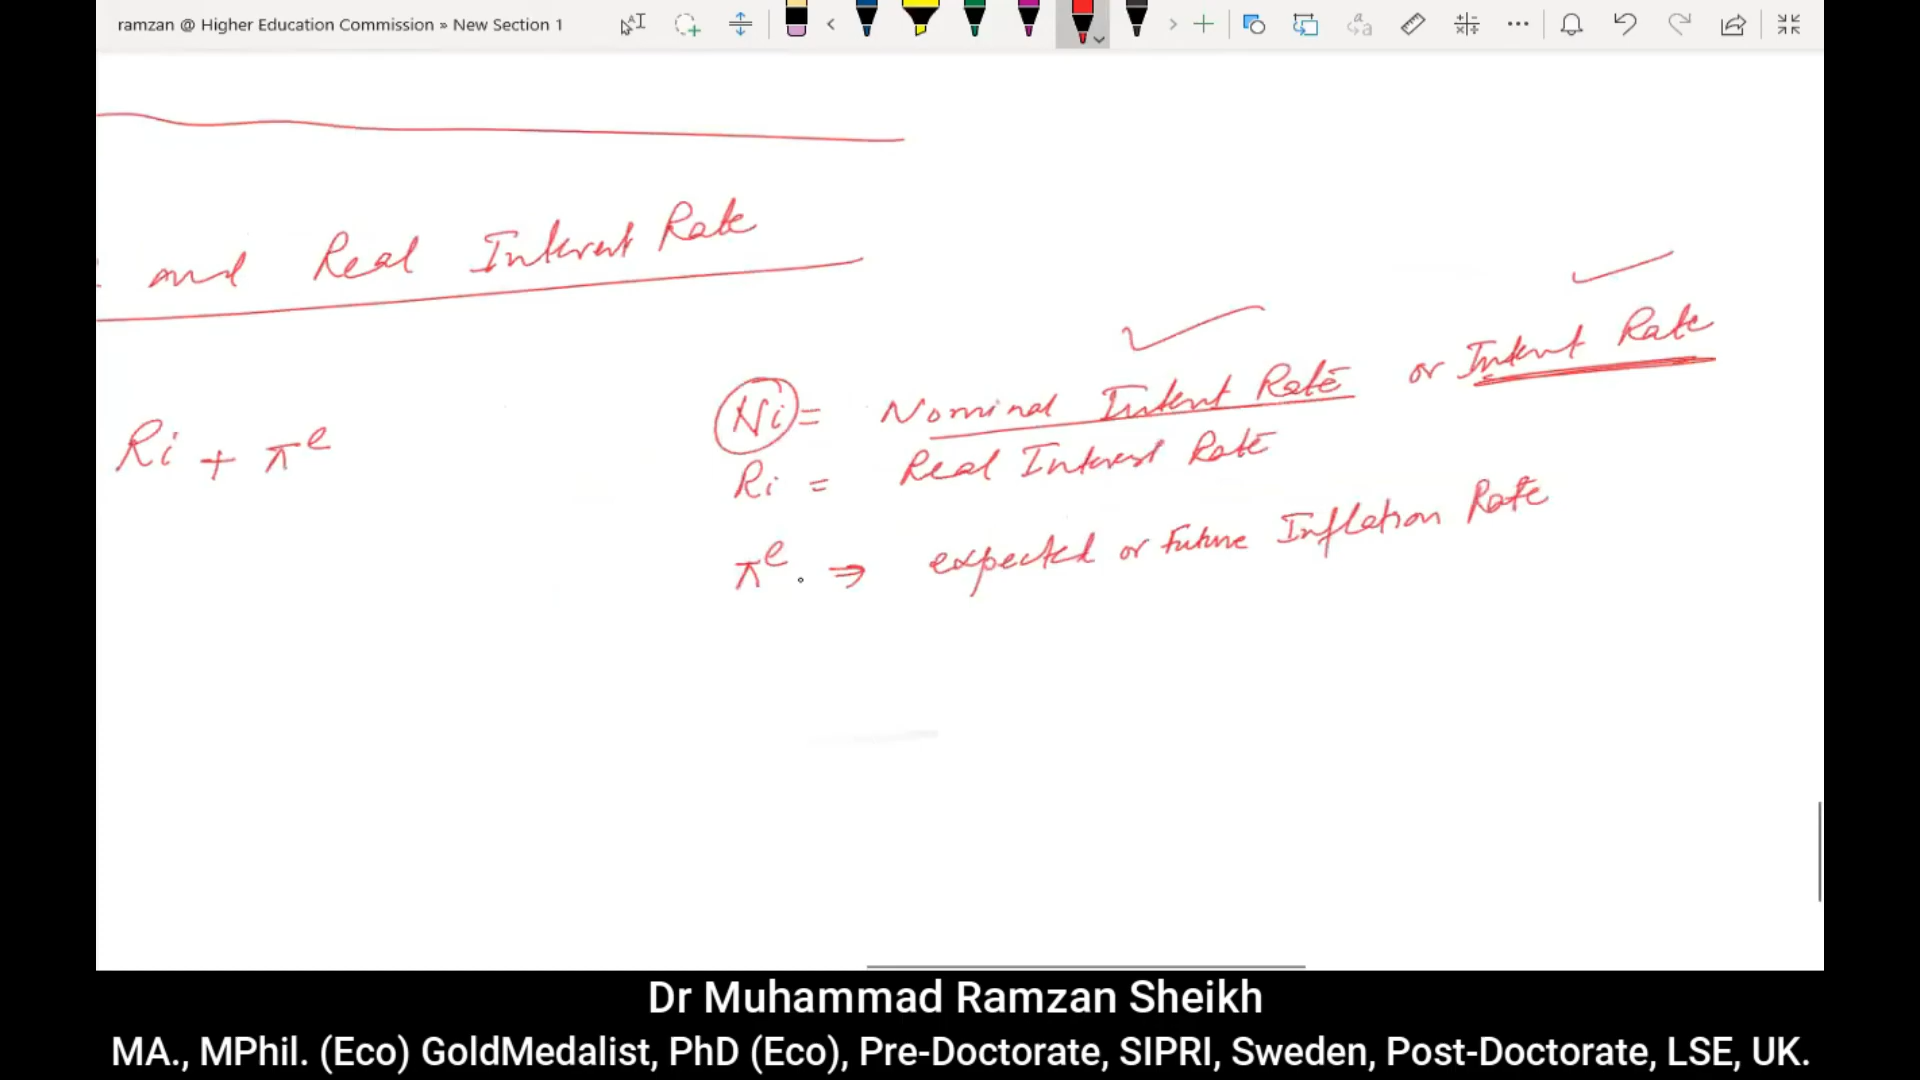 ramzan @ Higher Education Commission » New Section 1
and Real Interest Rate
Ri + πe
Ni = Nominal Interest Rate or Interest Rate
Ri = Real Interest Rate
πe. ⇒ expected or Future Inflation Rate
Dr Muhammad Ramzan Sheikh
MA., MPhil. (Eco) GoldMedalist, PhD (Eco), Pre-Doctorate, SIPRI, Sweden, Post-Doctorate, LSE, UK.